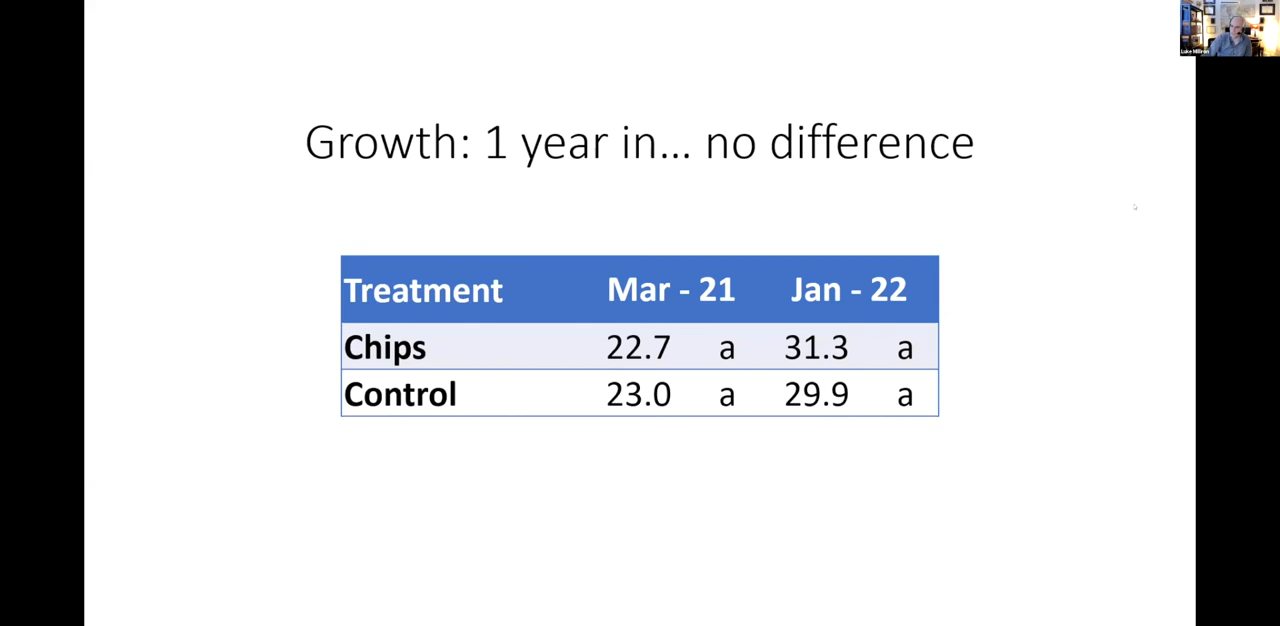 Luke Milliron
Growth: 1 year in... no difference
Treatment Mar - 21 Jan - 22
Chips 22.7 a 31.3 a
Control 23.0 a 29.9 a